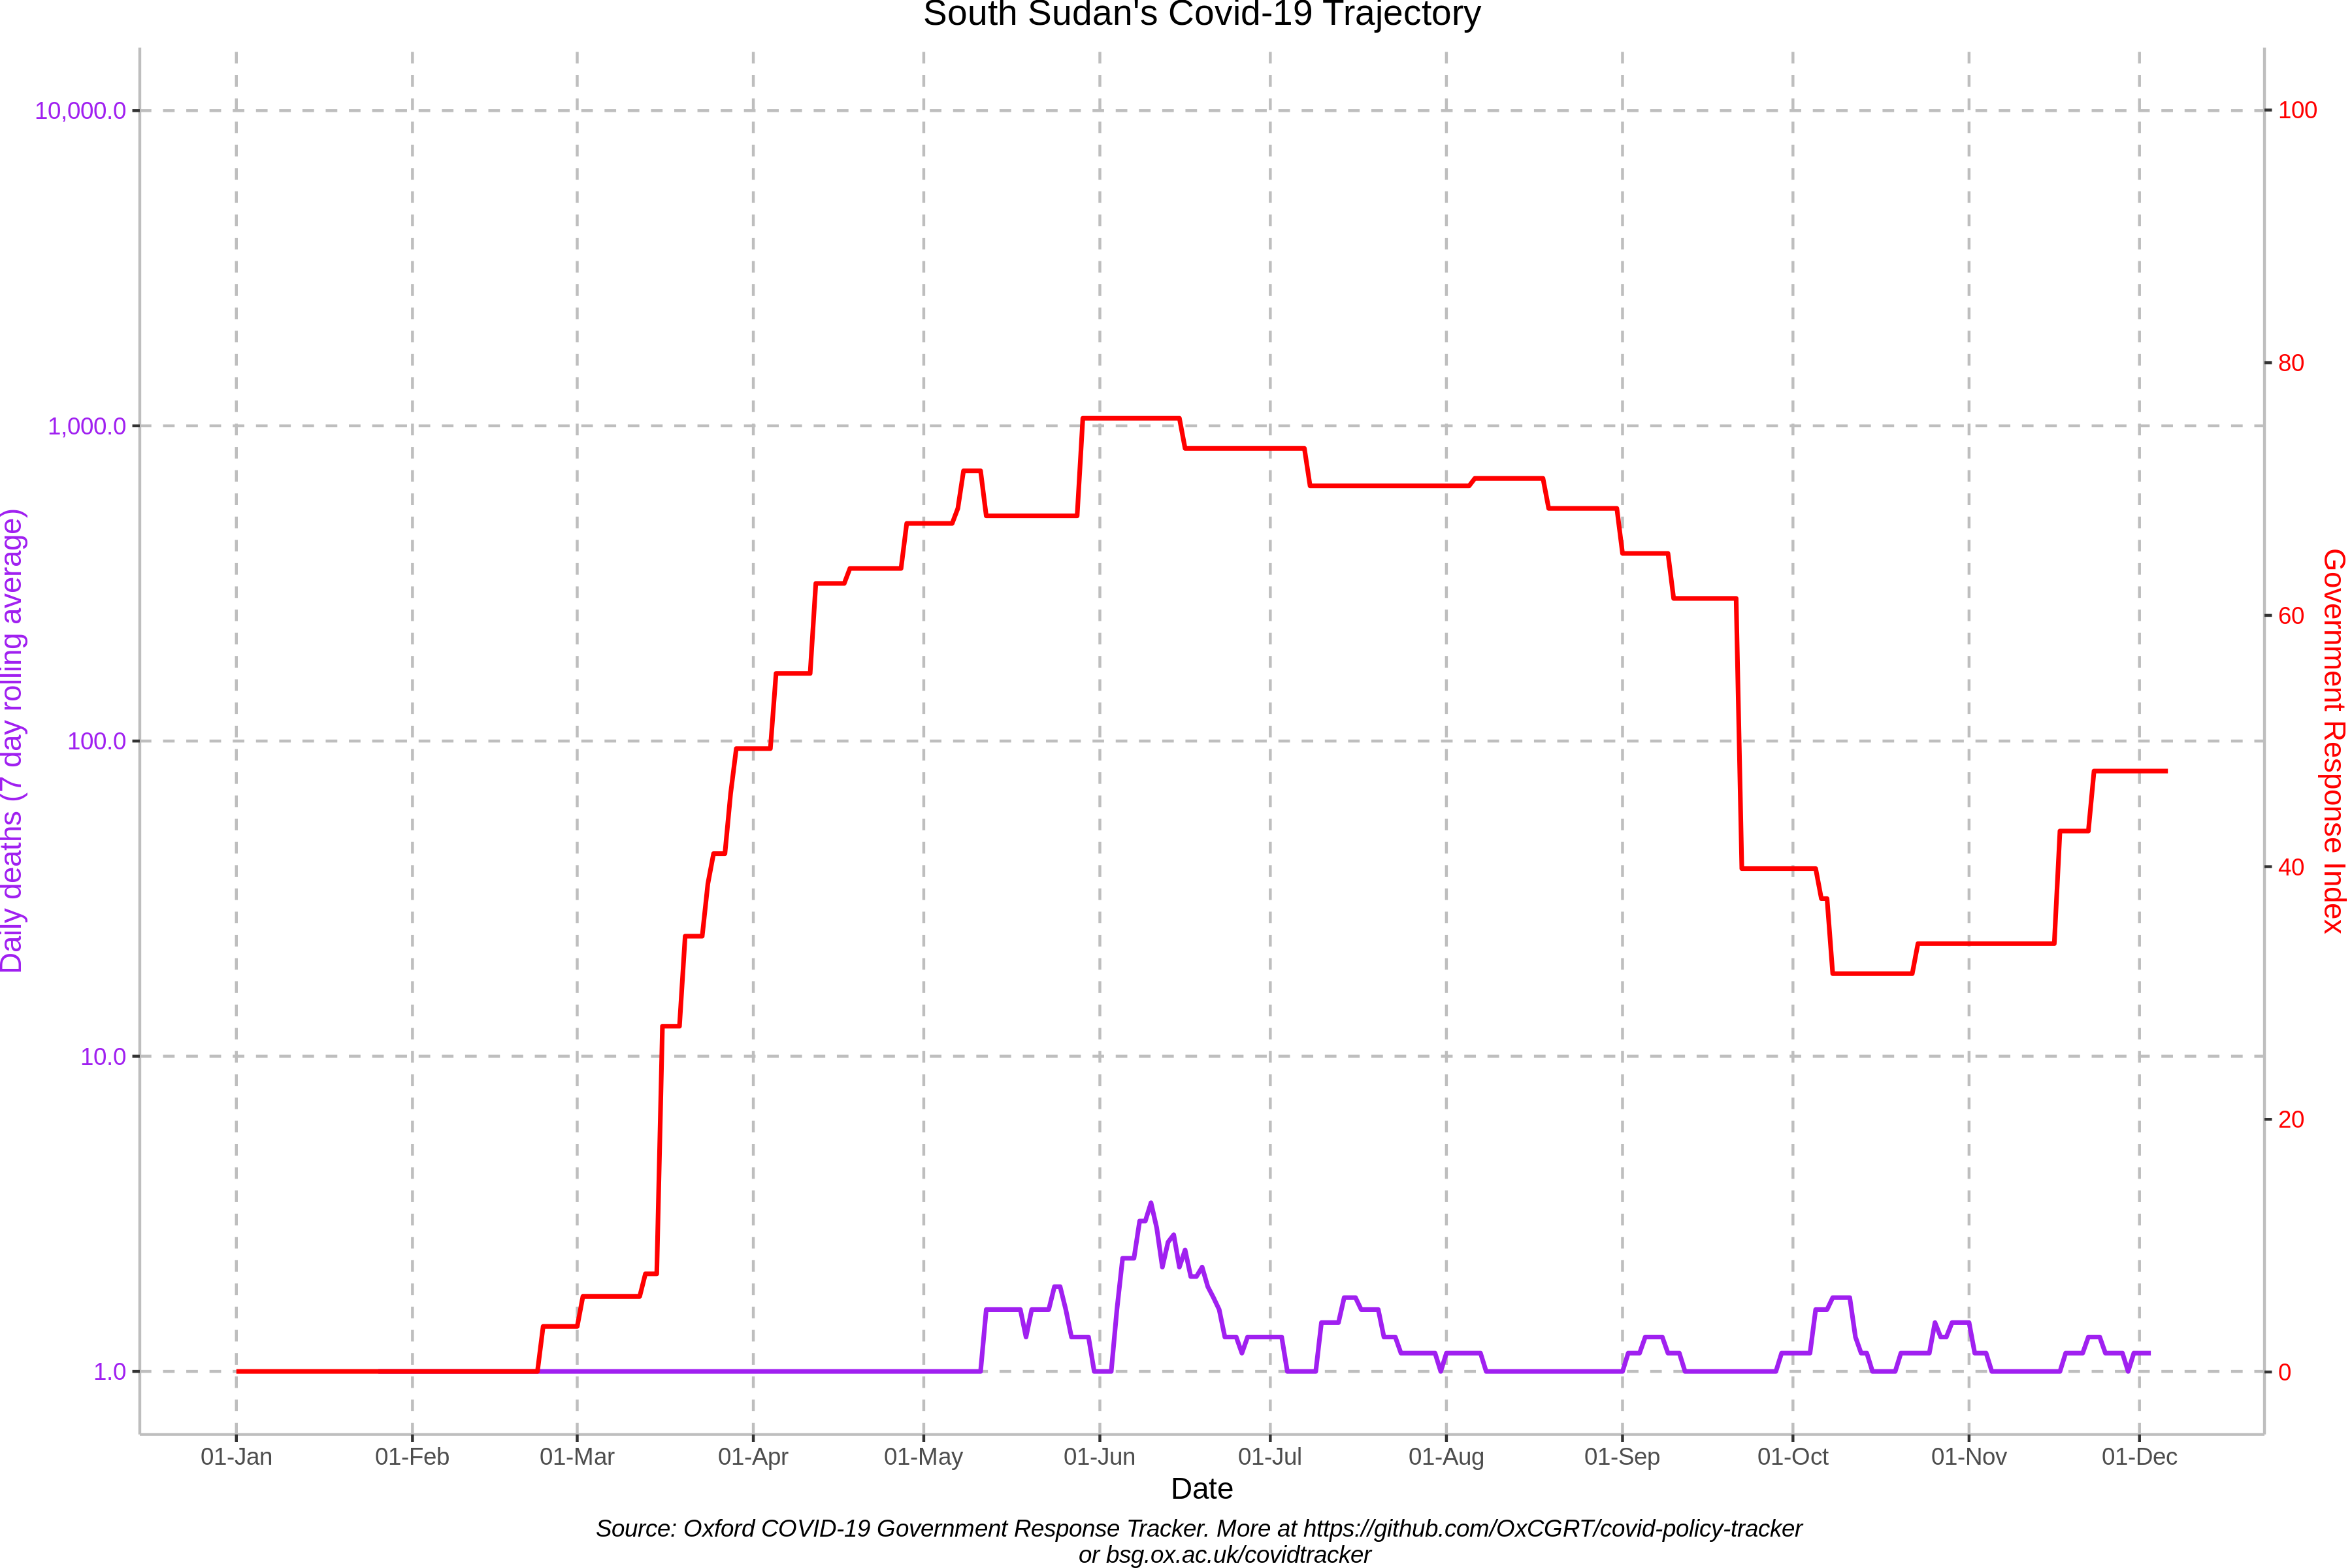 South Sudan's Covid-19 Trajectory
10,000.0
1,000.0
100.0
10.0
1.0
Daily deaths (7 day rolling average)
100
80
60
40
20
0
Government Response Index
01-Jan 01-Feb 01-Mar 01-Apr 01-May 01-Jun 01-Jul 01-Aug 01-Sep 01-Oct 01-Nov 01-Dec
Date
Source: Oxford COVID-19 Government Response Tracker. More at https://github.com/OxCGRT/covid-policy-tracker
or bsg.ox.ac.uk/covidtracker